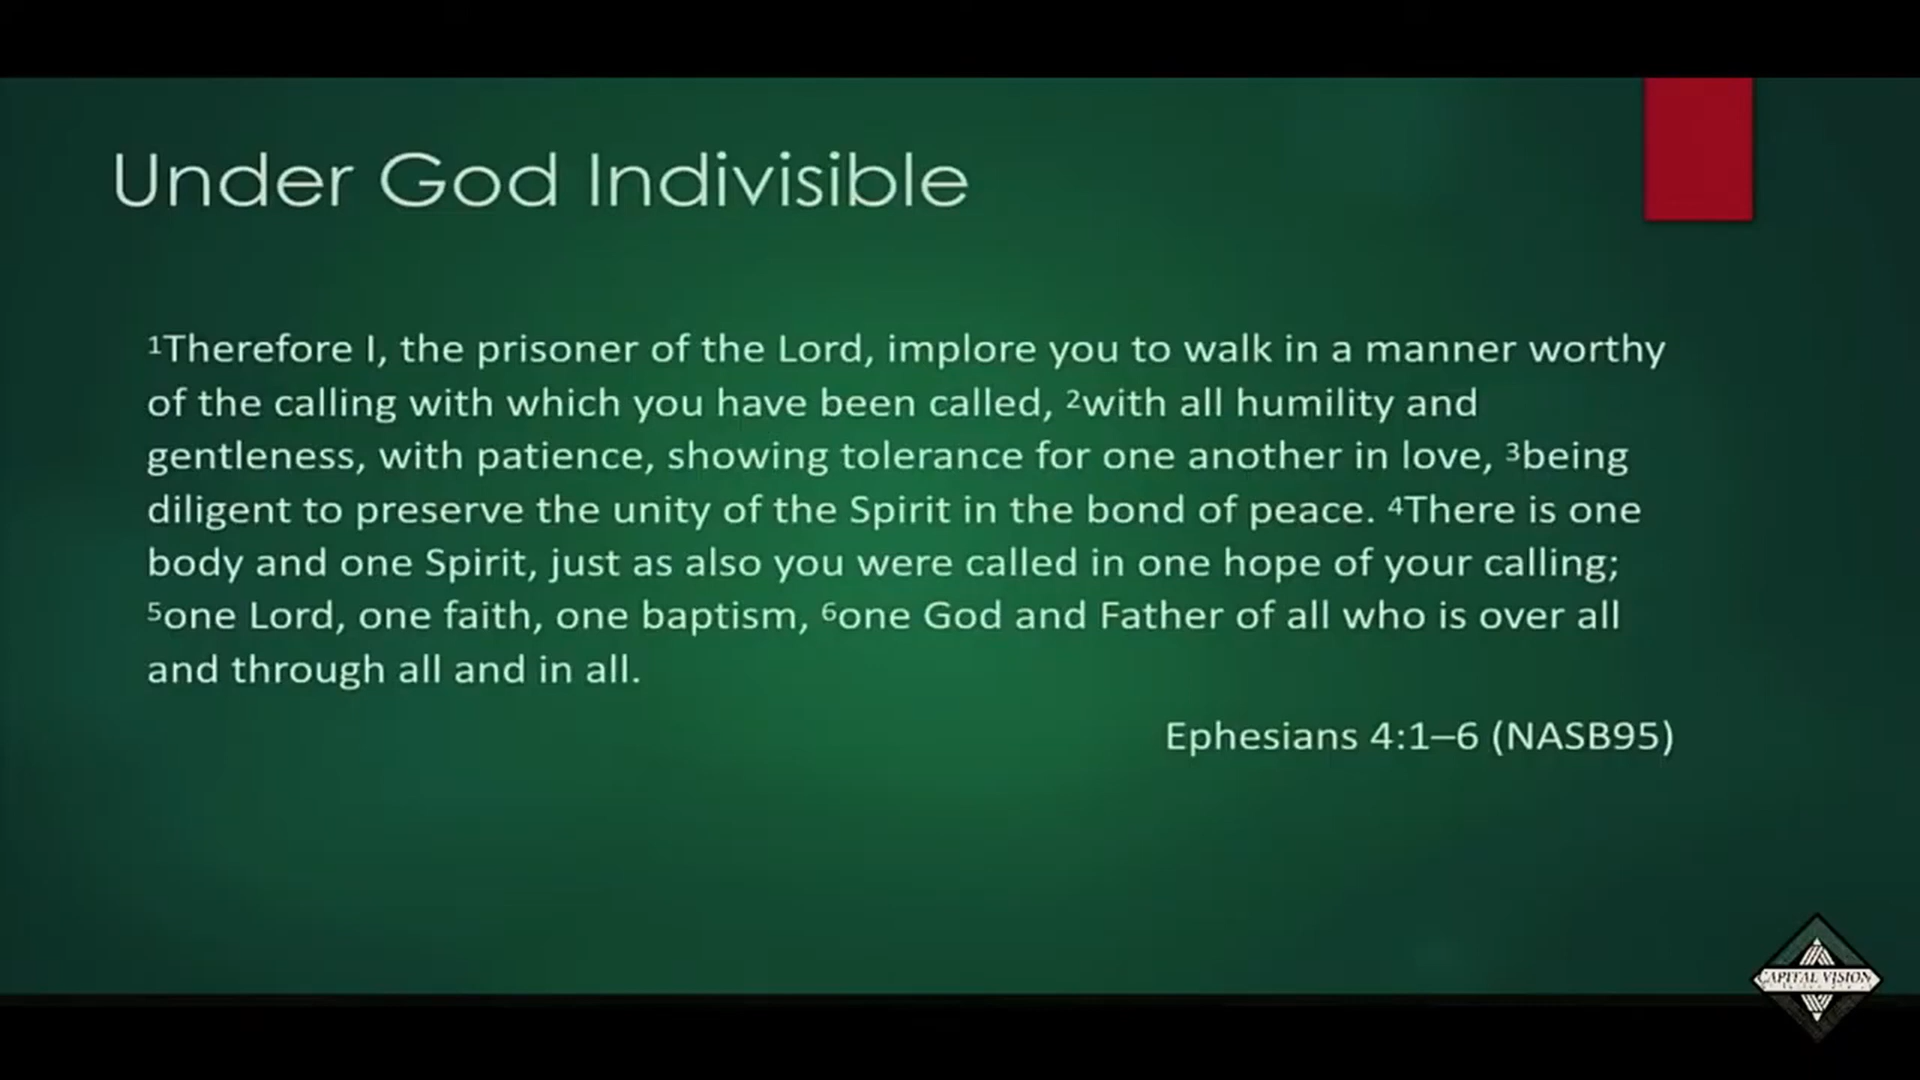 Under God Indivisible
¹Therefore I, the prisoner of the Lord, implore you to walk in a manner worthy
of the calling with which you have been called, ²with all humility and
gentleness, with patience, showing tolerance for one another in love, ³being
diligent to preserve the unity of the Spirit in the bond of peace. ⁴There is one
body and one Spirit, just as also you were called in one hope of your calling;
⁵one Lord, one faith, one baptism, ⁶one God and Father of all who is over all
and through all and in all.
Ephesians 4:1–6 (NASB95)
CAPITAL VISION